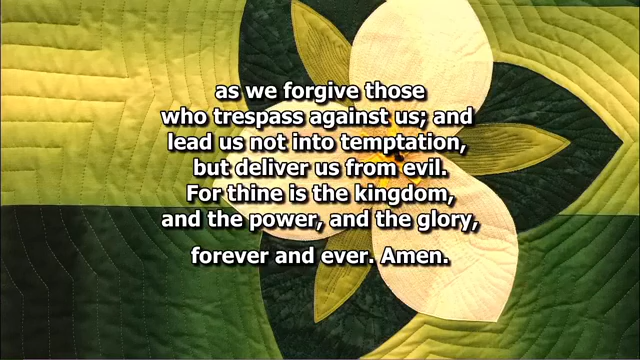 as we forgive those
who trespass against us; and
lead us not into temptation,
but deliver us from evil.
For thine is the kingdom,
and the power, and the glory,
forever and ever. Amen.